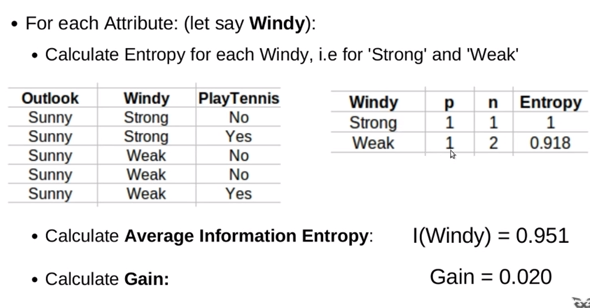 • For each Attribute: (let say Windy):
• Calculate Entropy for each Windy, i.e for 'Strong' and 'Weak'
Outlook Windy PlayTennis
Sunny Strong No
Sunny Strong Yes
Sunny Weak No
Sunny Weak No
Sunny Weak Yes
Windy p n Entropy
Strong 1 1 1
Weak 1 2 0.918
• Calculate Average Information Entropy: I(Windy) = 0.951
• Calculate Gain: Gain = 0.020